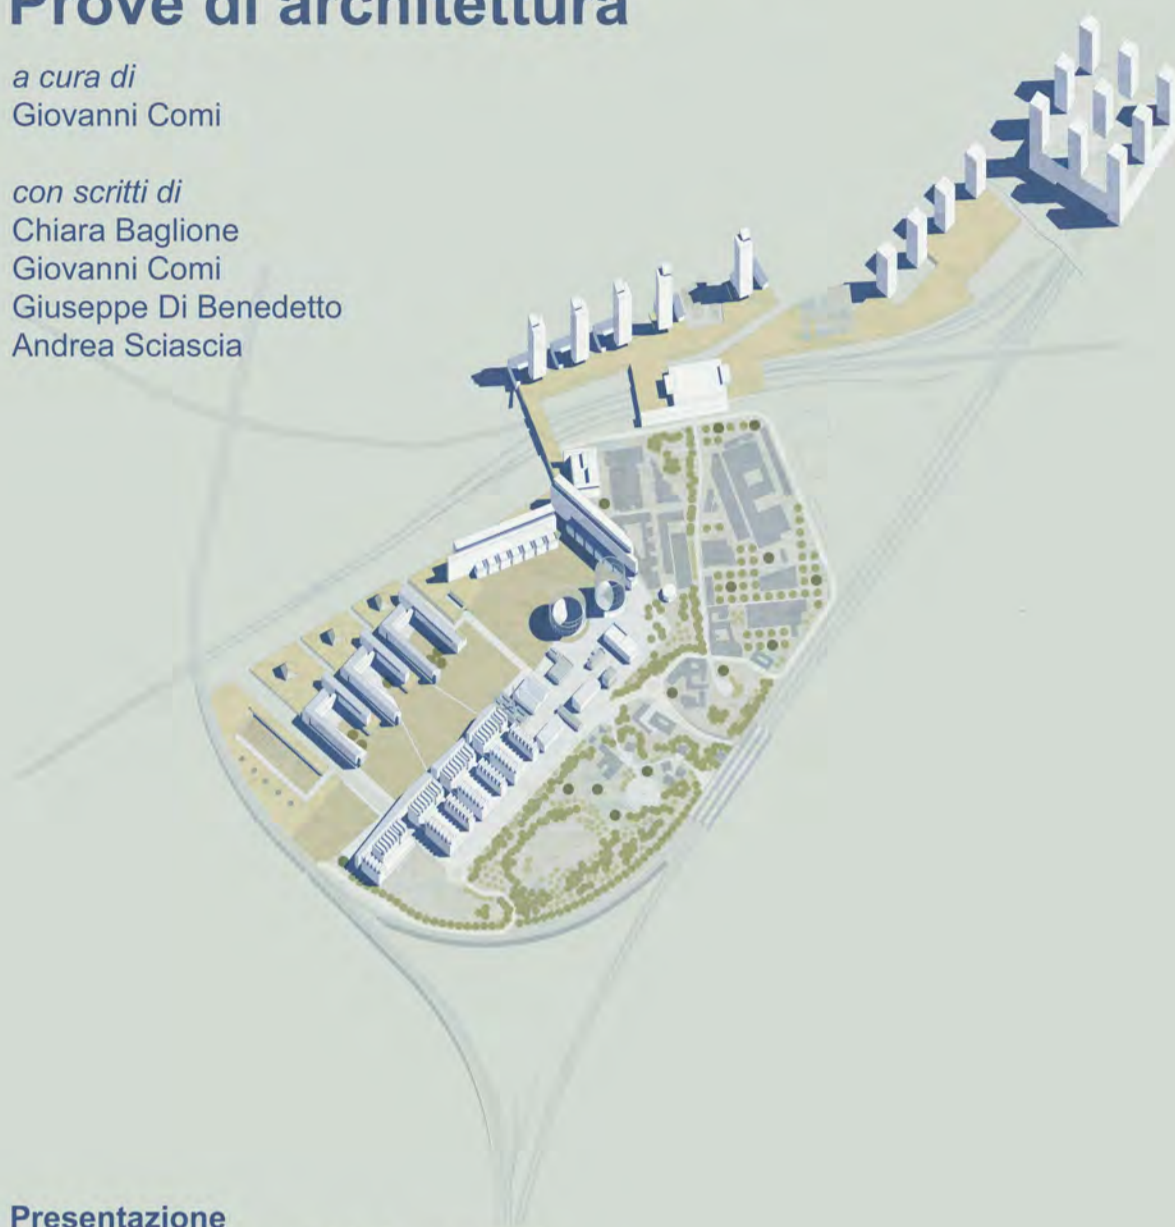 Prove di architettura
a cura di
Giovanni Comi
con scritti di
Chiara Baglione
Giovanni Comi
Giuseppe Di Benedetto
Andrea Sciascia
Presentazione